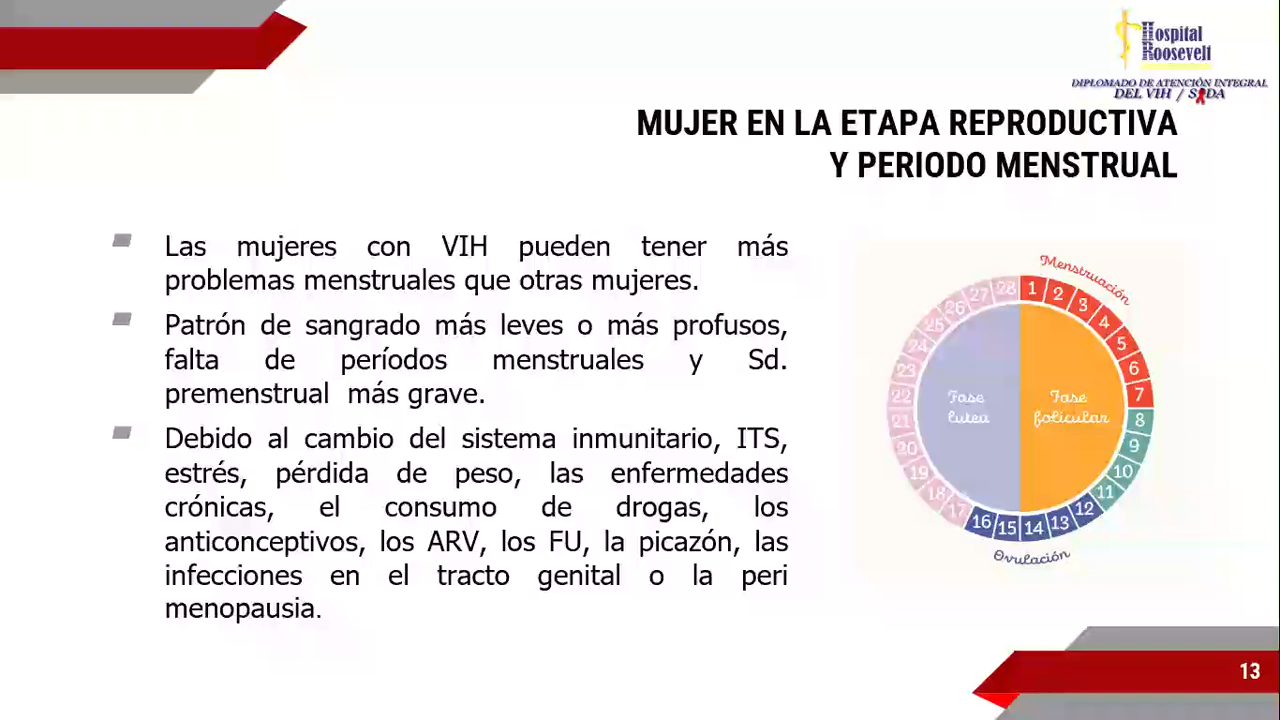 Hospital
Roosevelt
DIPLOMADO DE ATENCIÓN INTEGRAL
DEL VIH / SIDA
MUJER EN LA ETAPA REPRODUCTIVA
Y PERIODO MENSTRUAL
Las mujeres con VIH pueden tener más
problemas menstruales que otras mujeres.
Patrón de sangrado más leves o más profusos,
falta de períodos menstruales y Sd.
premenstrual más grave.
Debido al cambio del sistema inmunitario, ITS,
estrés, pérdida de peso, las enfermedades
crónicas, el consumo de drogas, los
anticonceptivos, los ARV, los FU, la picazón, las
infecciones en el tracto genital o la peri
menopausia.
Menstruación
1 2 3 4 5 6 7 8 9 10 11 12 13 14 15 16 17 18 19 20 21 22 23 24 25 26 27 28
Fase
lutea
Fase
folicular
Ovulación
13